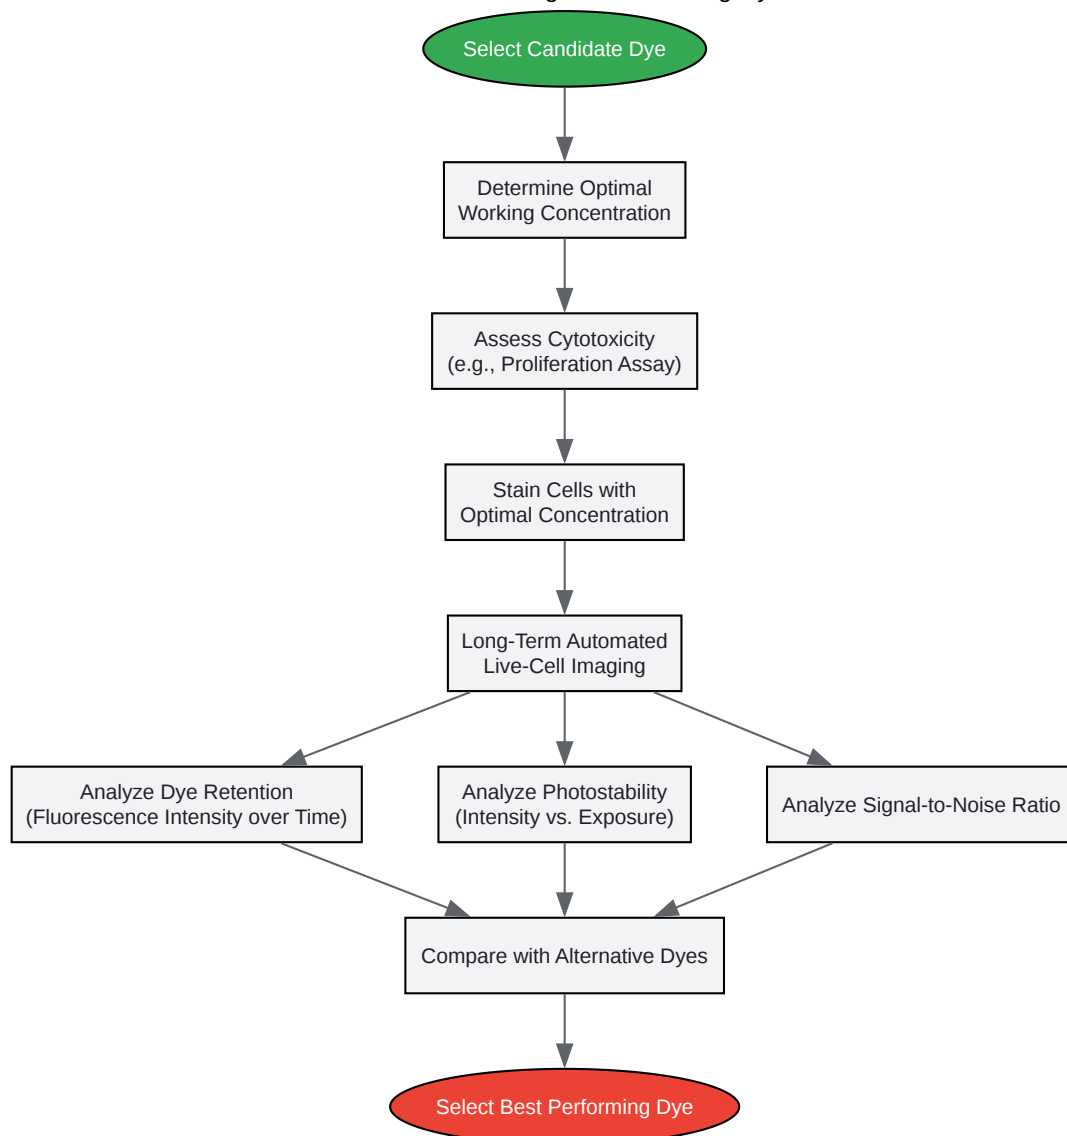 Select Candidate Dye
Determine Optimal
Working Concentration
Assess Cytotoxicity
(e.g., Proliferation Assay)
Stain Cells with
Optimal Concentration
Long-Term Automated
Live-Cell Imaging
Analyze Dye Retention
(Fluorescence Intensity over Time)
Analyze Photostability
(Intensity vs. Exposure)
Analyze Signal-to-Noise Ratio
Compare with Alternative Dyes
Select Best Performing Dye